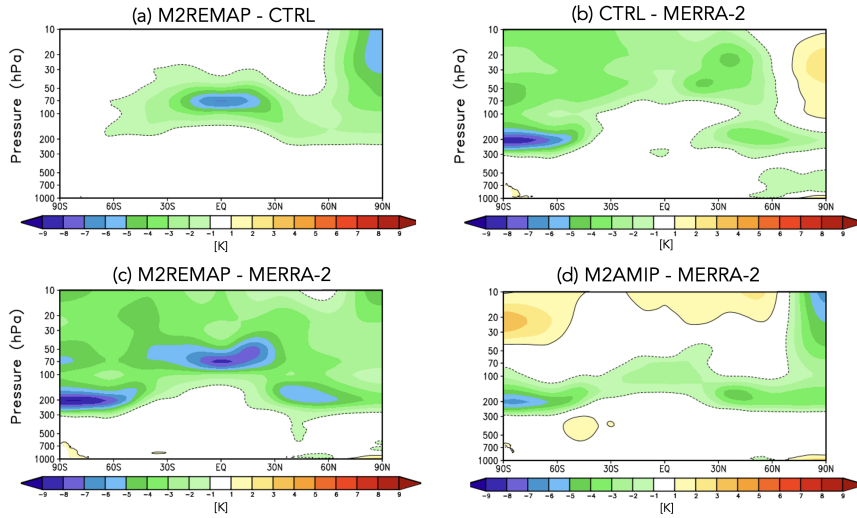 (a) M2REMAP - CTRL
Pressure (hPa)
10
20
30
50
70
100
200
300
500
700
1000
90S 60S 30S EQ 30N 60N 90N
-9 -8 -7 -6 -5 -4 -3 -2 -1 1 2 3 4 5 6 7 8 9
[K]
(b) CTRL - MERRA-2
Pressure (hPa)
10
20
30
50
70
100
200
300
500
700
1000
90S 60S 30S EQ 30N 60N 90N
-9 -8 -7 -6 -5 -4 -3 -2 -1 1 2 3 4 5 6 7 8 9
[K]
(c) M2REMAP - MERRA-2
Pressure (hPa)
10
20
30
50
70
100
200
300
500
700
1000
90S 60S 30S EQ 30N 60N 90N
-9 -8 -7 -6 -5 -4 -3 -2 -1 1 2 3 4 5 6 7 8 9
[K]
(d) M2AMIP - MERRA-2
10
20
30
50
70
100
200
300
500
700
1000
90S 60S 30S EQ 30N 60N 90N
-9 -8 -7 -6 -5 -4 -3 -2 -1 1 2 3 4 5 6 7 8 9
[K]